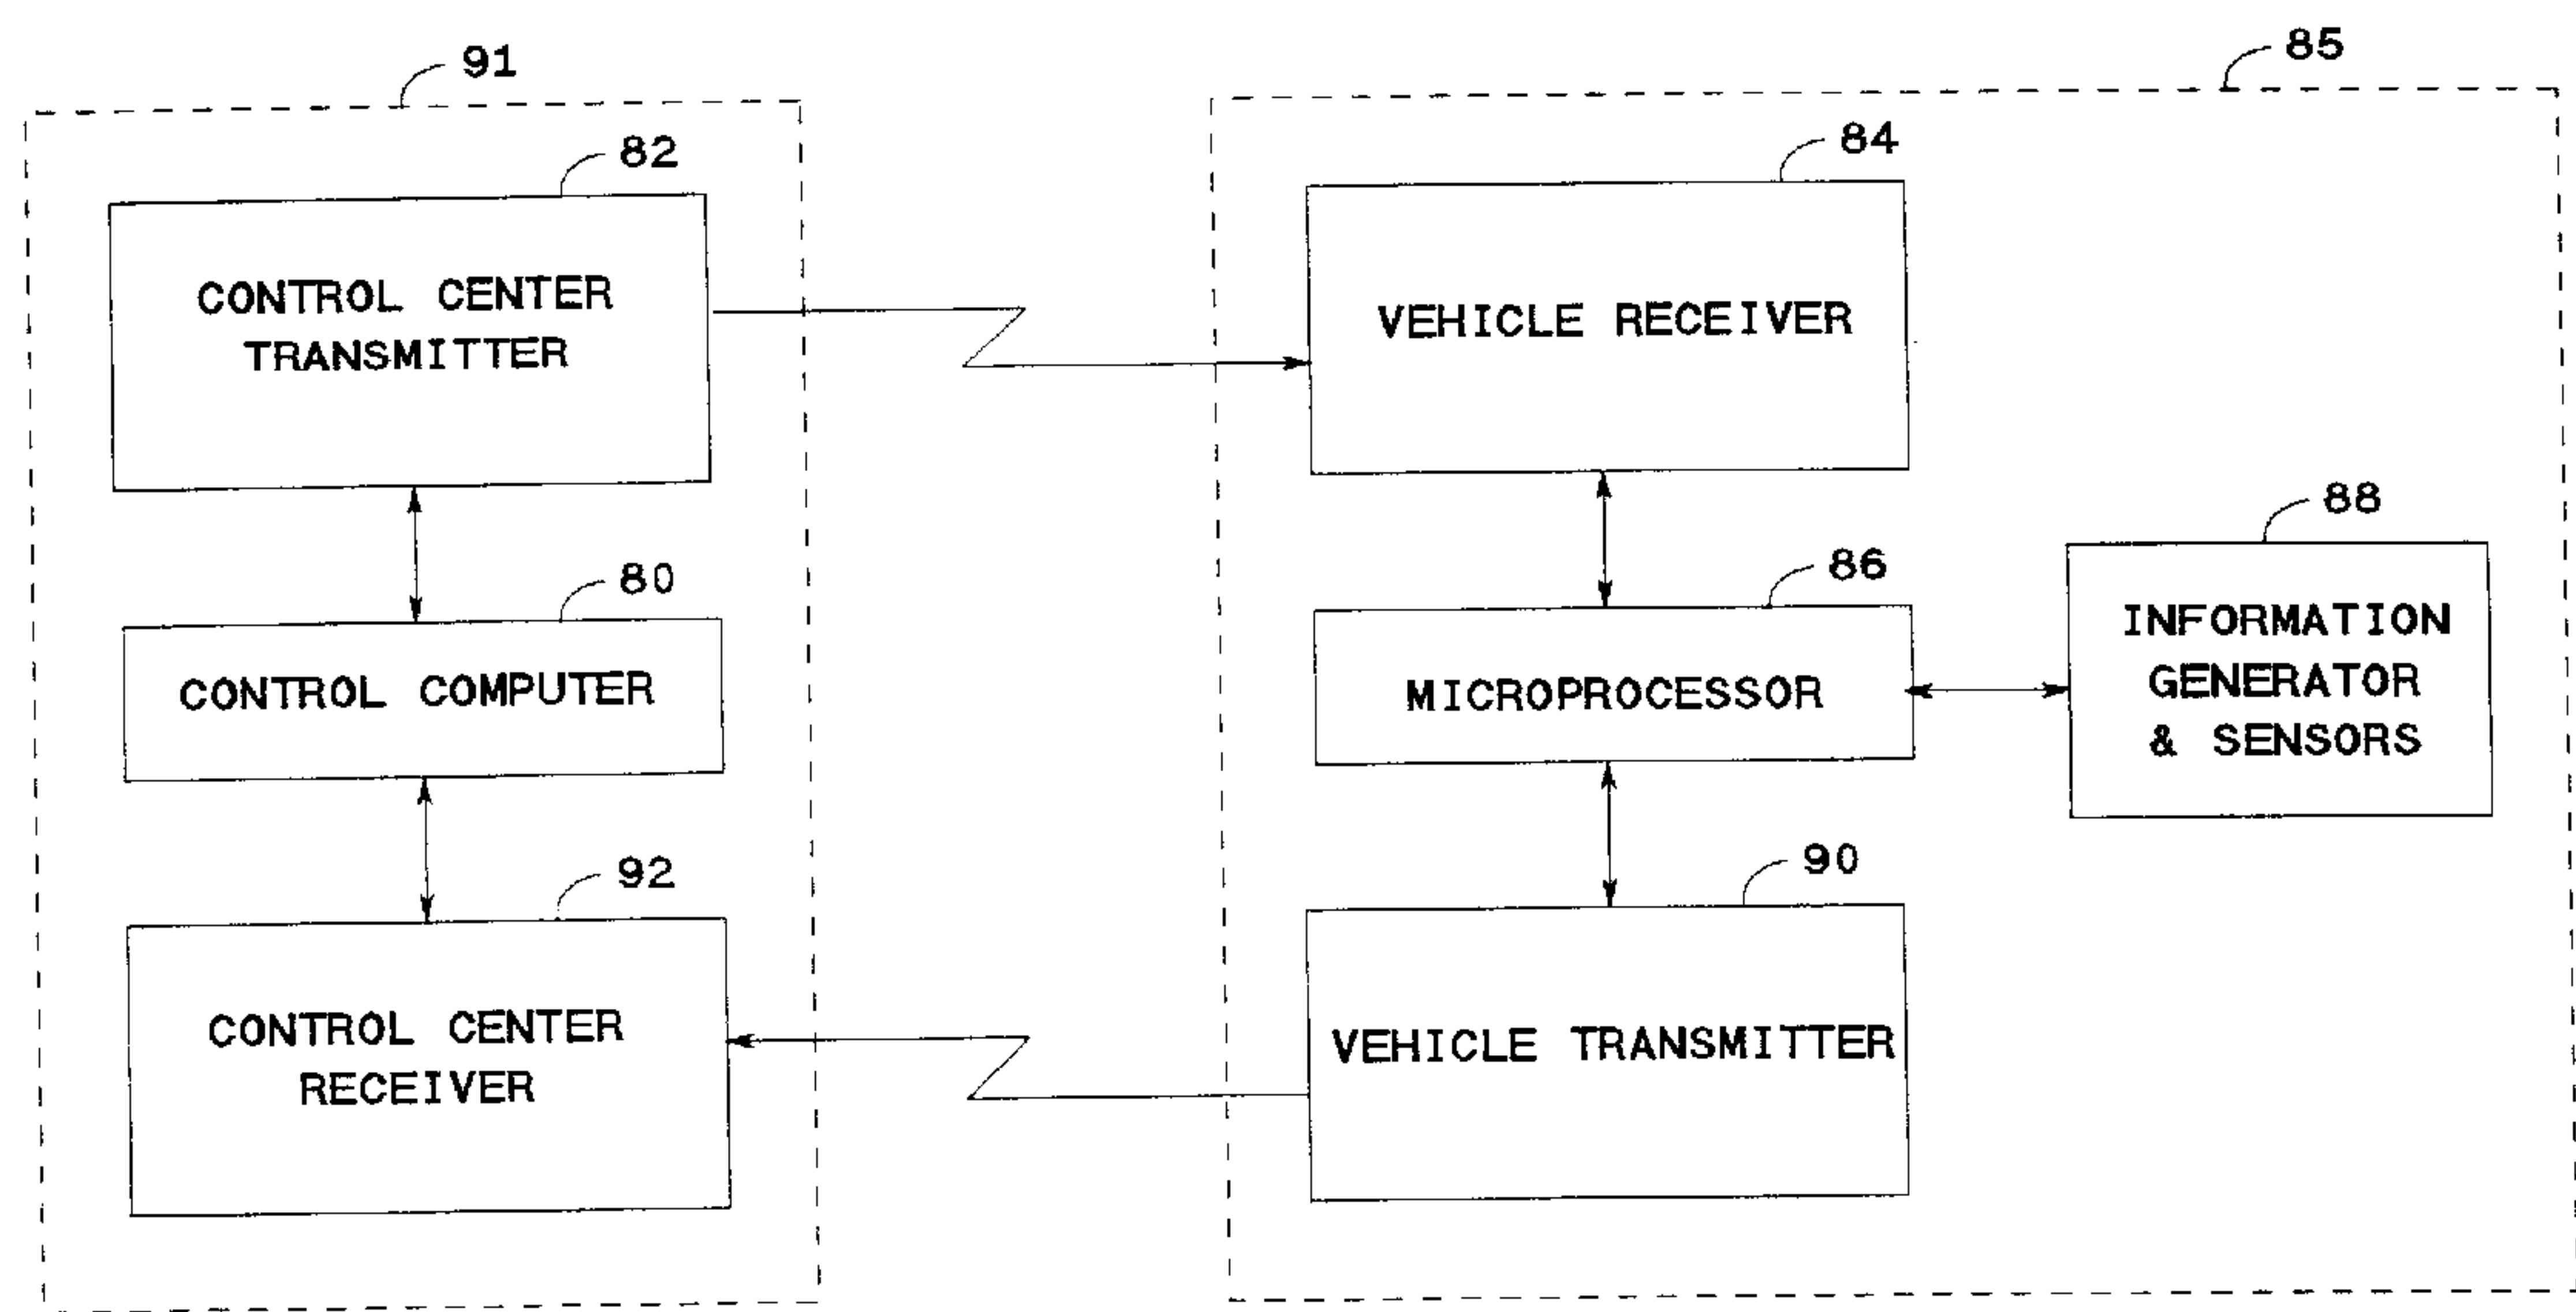 91
85
82
84
CONTROL CENTER
TRANSMITTER
VEHICLE RECEIVER
88
80
86
INFORMATION
GENERATOR
& SENSORS
CONTROL COMPUTER
MICROPROCESSOR
92
90
CONTROL CENTER
RECEIVER
VEHICLE TRANSMITTER